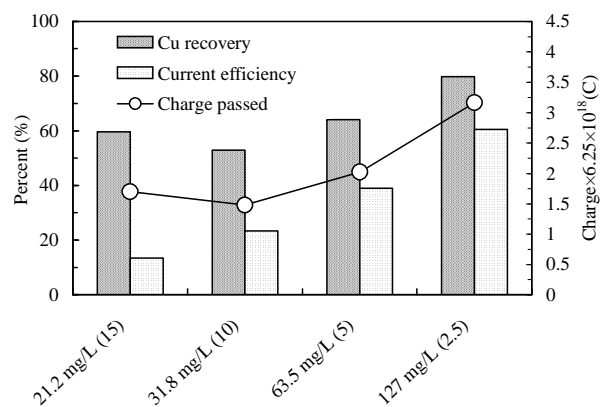 100
80
60
40
20
0
Percent (%)
Cu recovery
Current efficiency
Charge passed
4.5
4
3.5
3
2.5
2
1.5
1
0.5
0
Charge×6.25×10^18(C)
21.2 mg/L (15)
31.8 mg/L (10)
63.5 mg/L (5)
127 mg/L (2.5)